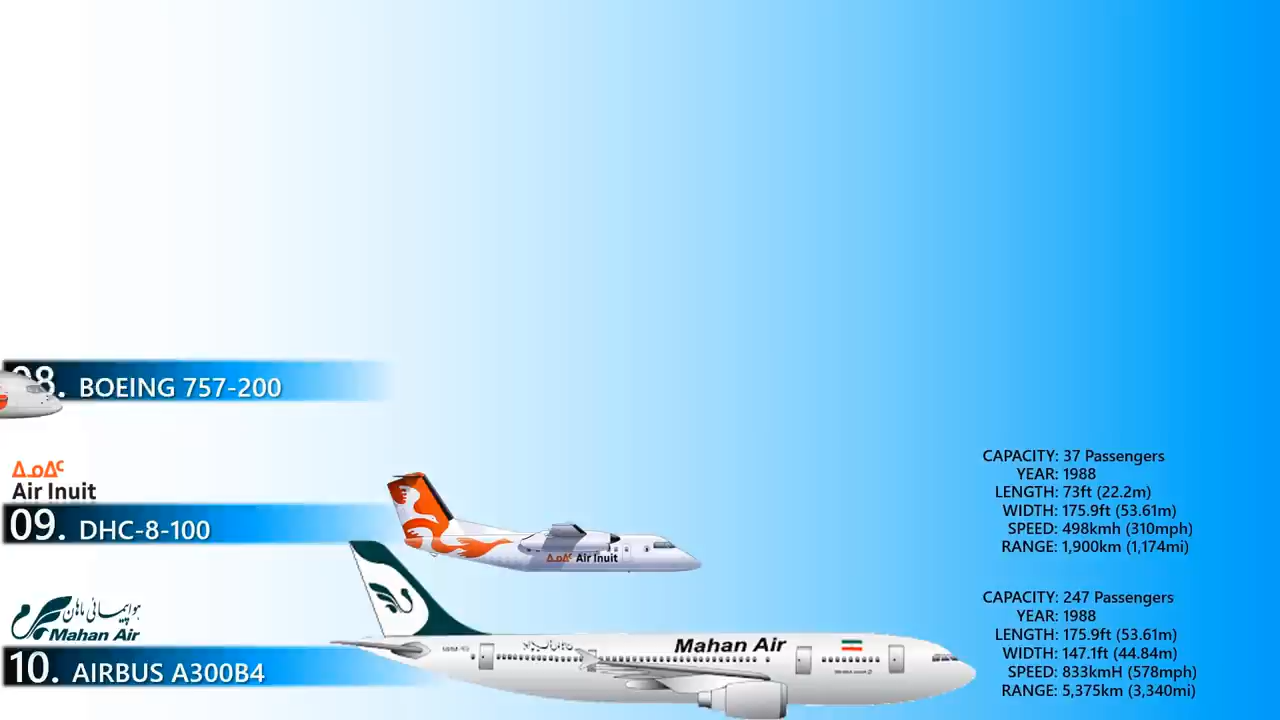 08. BOEING 757-200
ᐃᓄᐃᑦ
Air Inuit
09. DHC-8-100
Air Inuit
CAPACITY: 37 Passengers
YEAR: 1988
LENGTH: 73ft (22.2m)
WIDTH: 175.9ft (53.61m)
SPEED: 498kmh (310mph)
RANGE: 1,900km (1,174mi)
هواپیمائی ماهان
Mahan Air
10. AIRBUS A300B4
Mahan Air
CAPACITY: 247 Passengers
YEAR: 1988
LENGTH: 175.9ft (53.61m)
WIDTH: 147.1ft (44.84m)
SPEED: 833kmH (578mph)
RANGE: 5,375km (3,340mi)